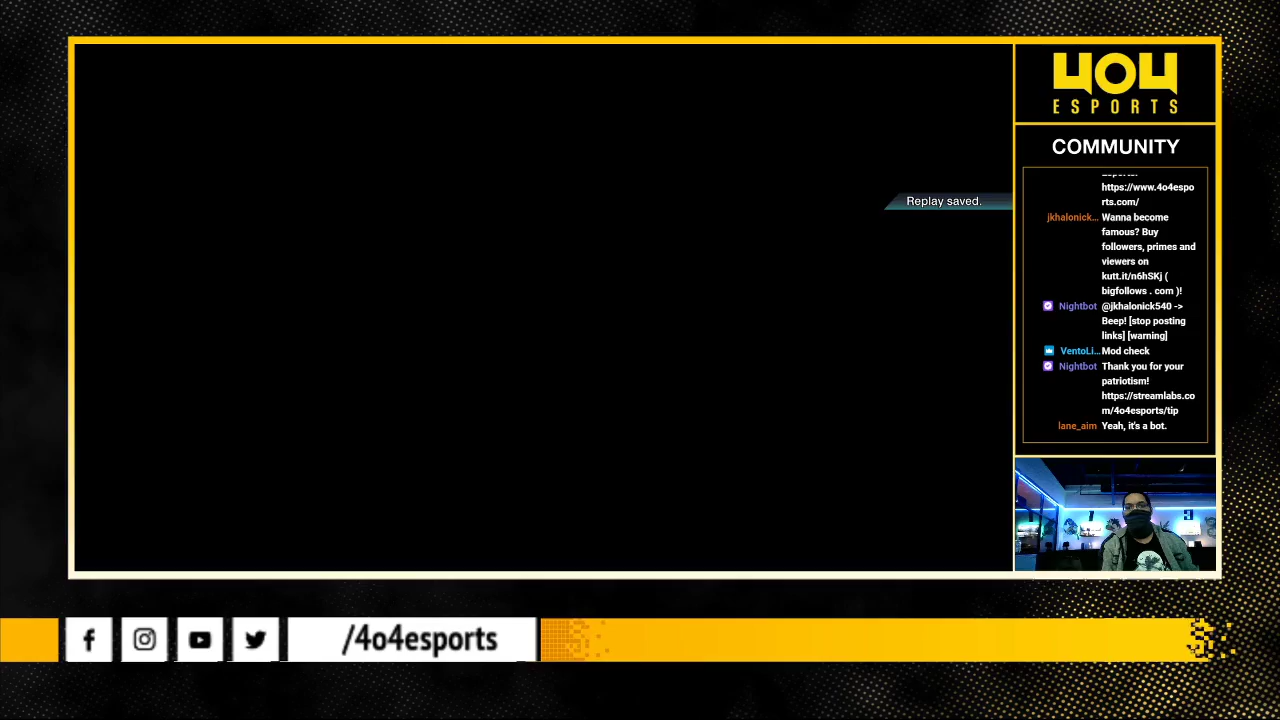 4O4
ESPORTS
COMMUNITY
https://www.4o4espo
rts.com/
jkhalonick... Wanna become
famous? Buy
followers, primes and
viewers on
kutt.it/n6hSKj (
bigfollows . com )!
Nightbot @jkhalonick540 ->
Beep! [stop posting
links] [warning]
VentoLi... Mod check
Nightbot Thank you for your
patriotism!
https://streamlabs.co
m/4o4esports/tip
lane_aim Yeah, it's a bot.
Replay saved.
/4o4esports